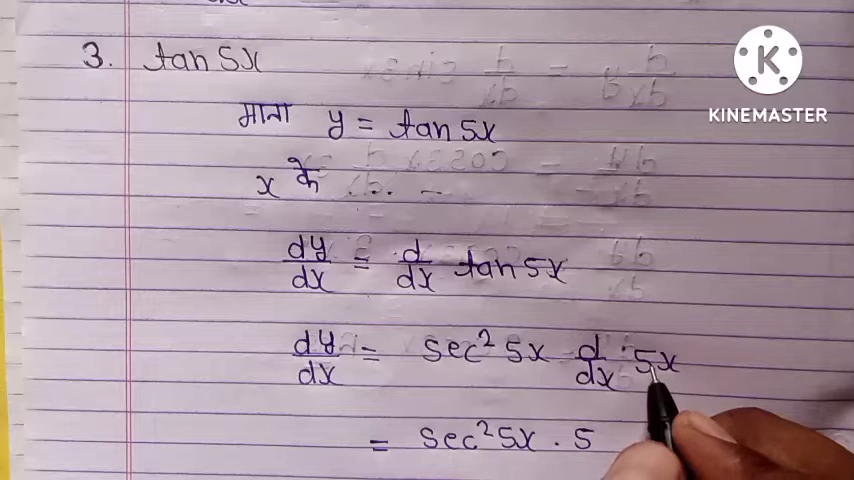 3. tan 5x
माना y = tan 5x
x के . . –
dy/dx = d/dx tan 5x
dy/dx = sec² 5x d/dx 5x
= sec² 5x . 5
K
KINEMASTER